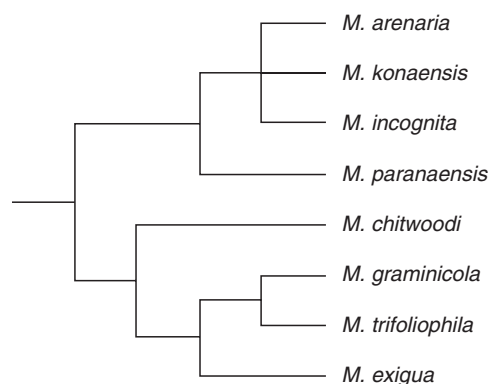 M. arenaria
M. konaensis
M. incognita
M. paranaensis
M. chitwoodi
M. graminicola
M. trifoliophila
M. exigua